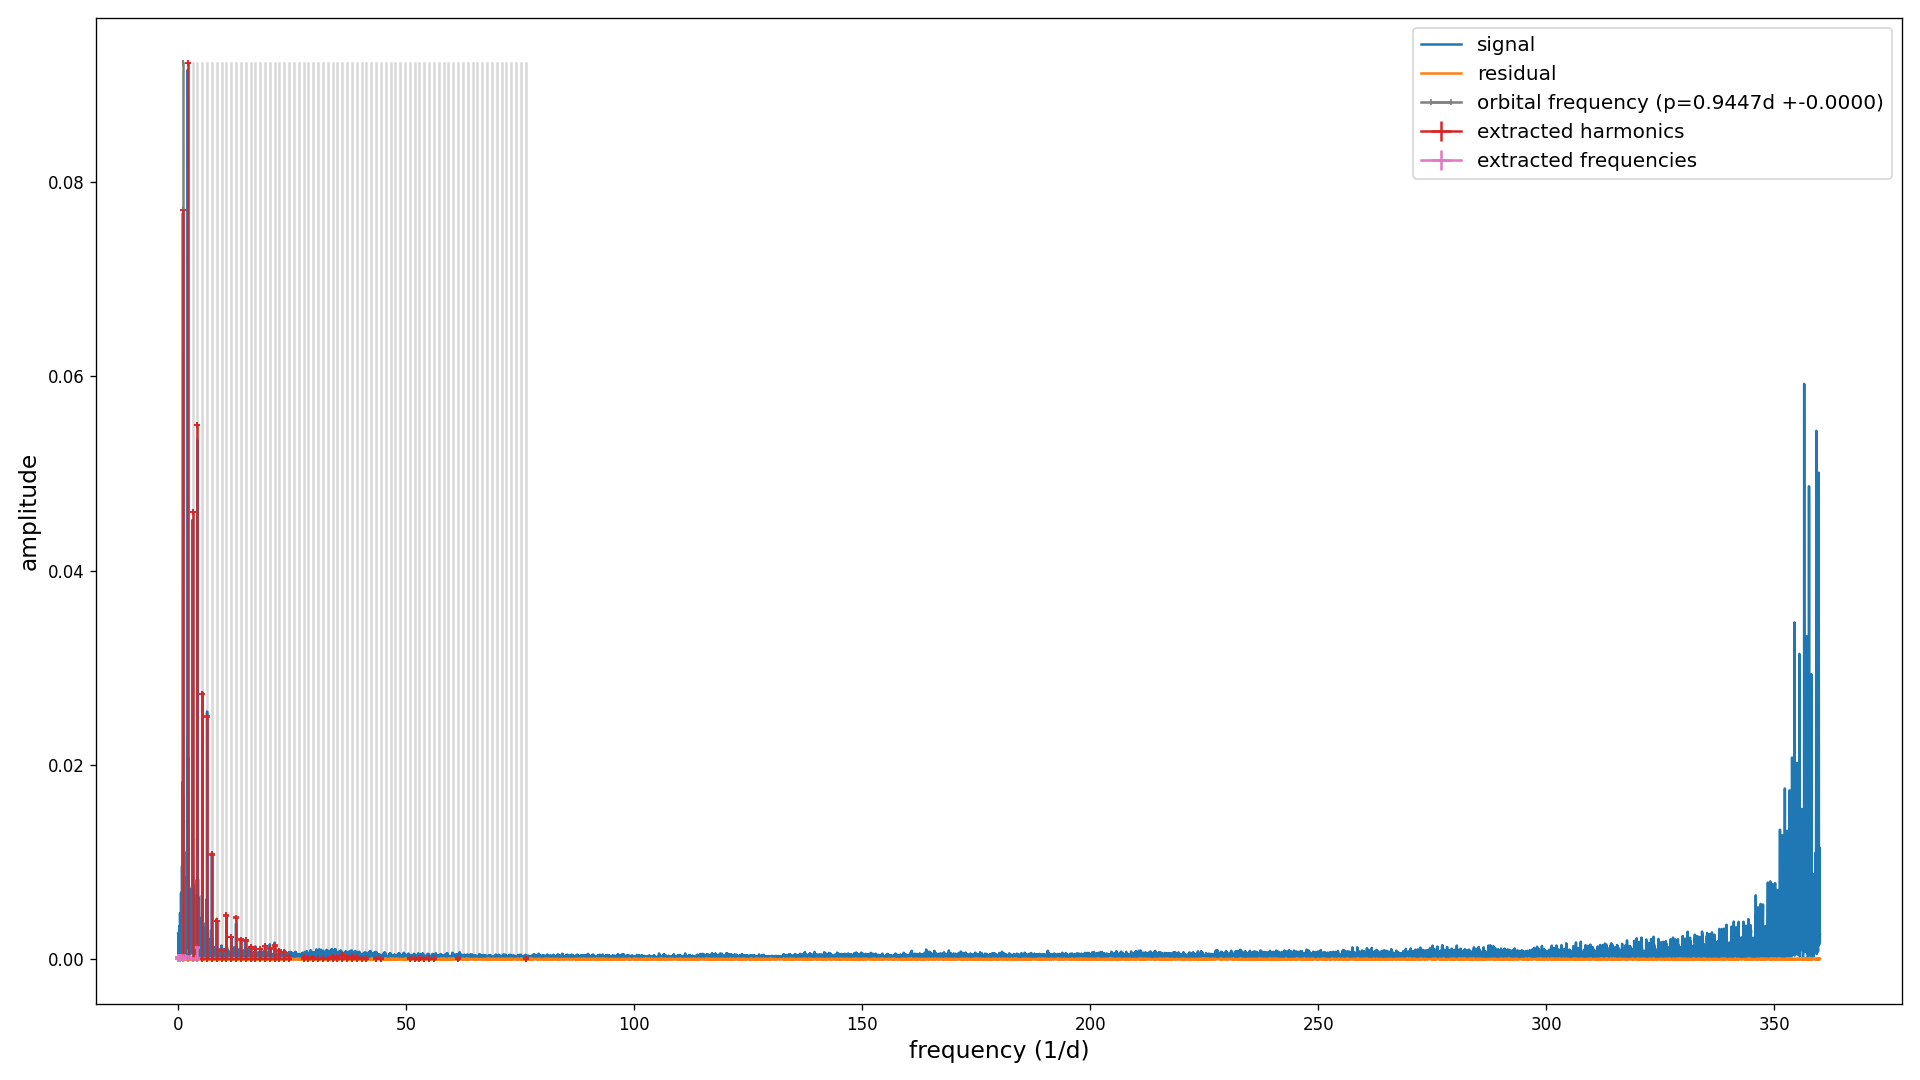 signal
residual
orbital frequency (p=0.9447d +-0.0000)
extracted harmonics
extracted frequencies
amplitude
0.08
0.06
0.04
0.02
0.00
0 50 100 150 200 250 300 350
frequency (1/d)